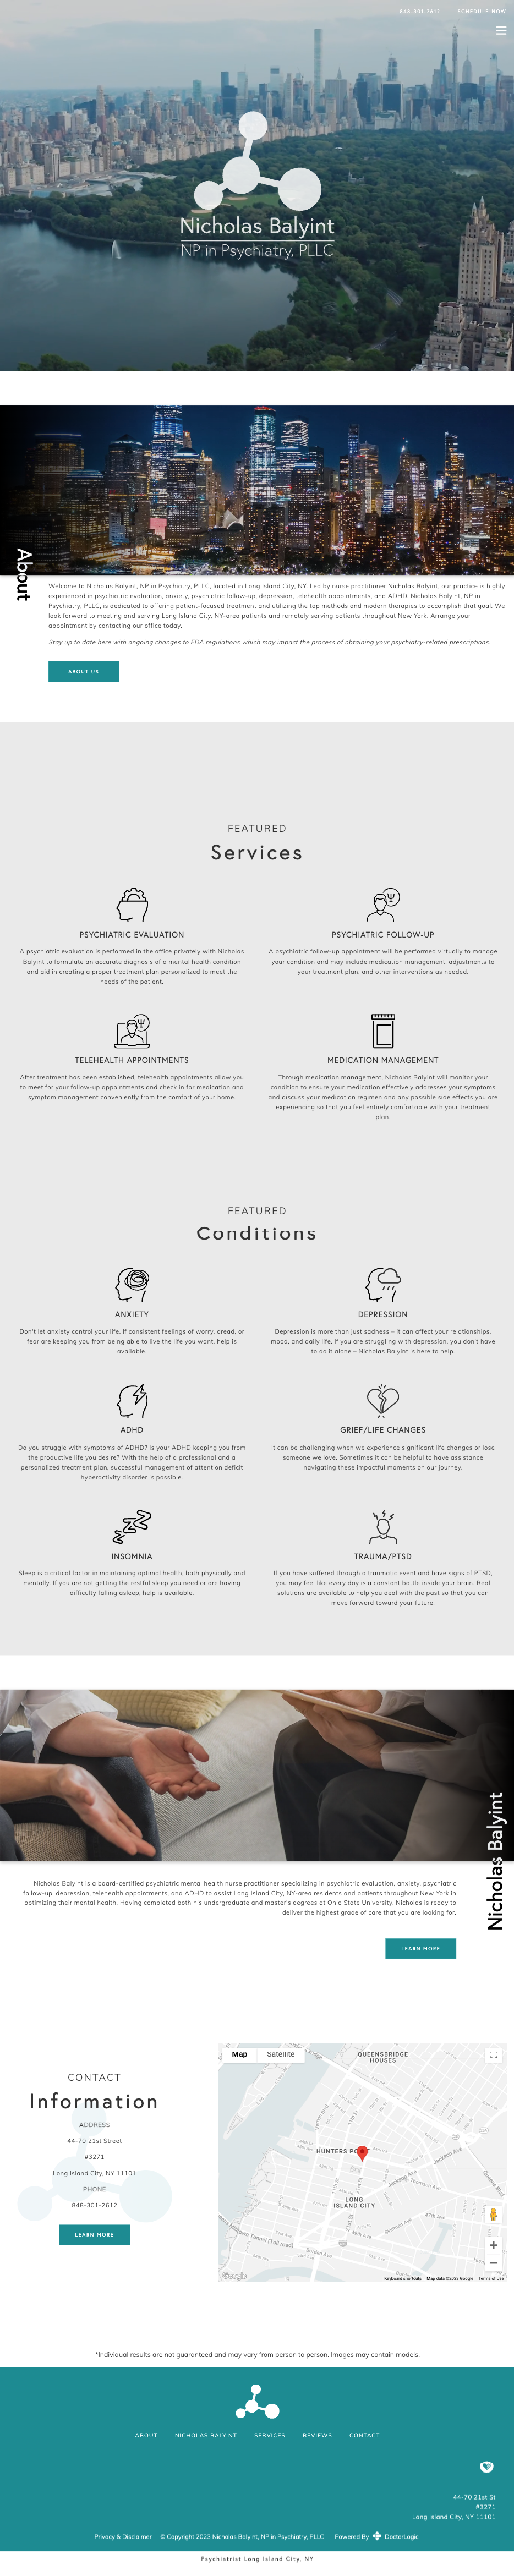 848-301-2612 SCHEDULE NOW
Nicholas Balyint
NP in Psychiatry, PLLC
About
Welcome to Nicholas Balyint, NP in Psychiatry, PLLC, located in Long Island City, NY. Led by nurse practitioner Nicholas Balyint, our practice is highly
experienced in psychiatric evaluation, anxiety, psychiatric follow-up, depression, telehealth appointments, and ADHD. Nicholas Balyint, NP in
Psychiatry, PLLC, is dedicated to offering patient-focused treatment and utilizing the top methods and modern therapies to accomplish that goal. We
look forward to meeting and serving Long Island City, NY-area patients and remotely serving patients throughout New York. Arrange your
appointment by contacting our office today.
Stay up to date here with ongoing changes to FDA regulations which may impact the process of obtaining your psychiatry-related prescriptions.
ABOUT US
FEATURED
Services
PSYCHIATRIC EVALUATION
A psychiatric evaluation is performed in the office privately with Nicholas
Balyint to formulate an accurate diagnosis of a mental health condition
and aid in creating a proper treatment plan personalized to meet the
needs of the patient.
PSYCHIATRIC FOLLOW-UP
A psychiatric follow-up appointment will be performed virtually to manage
your condition and may include medication management, adjustments to
your treatment plan, and other interventions as needed.
TELEHEALTH APPOINTMENTS
After treatment has been established, telehealth appointments allow you
to meet for your follow-up appointments and check in for medication and
symptom management conveniently from the comfort of your home.
MEDICATION MANAGEMENT
Through medication management, Nicholas Balyint will monitor your
condition to ensure your medication effectively addresses your symptoms
and discuss your medication regimen and any possible side effects you are
experiencing so that you feel entirely comfortable with your treatment
plan.
FEATURED
Conditions
ANXIETY
Don't let anxiety control your life. If consistent feelings of worry, dread, or
fear are keeping you from being able to live the life you want, help is
available.
DEPRESSION
Depression is more than just sadness – it can affect your relationships,
mood, and daily life. If you are struggling with depression, you don't have
to do it alone – Nicholas Balyint is here to help.
ADHD
Do you struggle with symptoms of ADHD? Is your ADHD keeping you from
the productive life you desire? With the help of a professional and a
personalized treatment plan, successful management of attention deficit
hyperactivity disorder is possible.
GRIEF/LIFE CHANGES
It can be challenging when we experience significant life changes or lose
someone we love. Sometimes it can be helpful to have assistance
navigating these impactful moments on our journey.
INSOMNIA
Sleep is a critical factor in maintaining optimal health, both physically and
mentally. If you are not getting the restful sleep you need or are having
difficulty falling asleep, help is available.
TRAUMA/PTSD
If you have suffered through a traumatic event and have signs of PTSD,
you may feel like every day is a constant battle inside your brain. Real
solutions are available to help you deal with the past so that you can
move forward toward your future.
Nicholas Balyint
Nicholas Balyint is a board-certified psychiatric mental health nurse practitioner specializing in psychiatric evaluation, anxiety, psychiatric
follow-up, depression, telehealth appointments, and ADHD to assist Long Island City, NY-area residents and patients throughout New York in
optimizing their mental health. Having completed both his undergraduate and master's degrees at Ohio State University, Nicholas is ready to
deliver the highest grade of care that you are looking for.
LEARN MORE
CONTACT
Information
ADDRESS
44-70 21st Street
#3271
Long Island City, NY 11101
PHONE
848-301-2612
LEARN MORE
Map Satellite
QUEENSBRIDGE
HOUSES
HUNTERS POINT
LONG
ISLAND CITY
Jackson Ave
Google
Keyboard shortcuts Map data ©2023 Google Terms of Use
*Individual results are not guaranteed and may vary from person to person. Images may contain models.
ABOUT NICHOLAS BALYINT SERVICES REVIEWS CONTACT
44-70 21st St
#3271
Long Island City, NY 11101
Privacy & Disclaimer © Copyright 2023 Nicholas Balyint, NP in Psychiatry, PLLC Powered By DoctorLogic
Psychiatrist Long Island City, NY